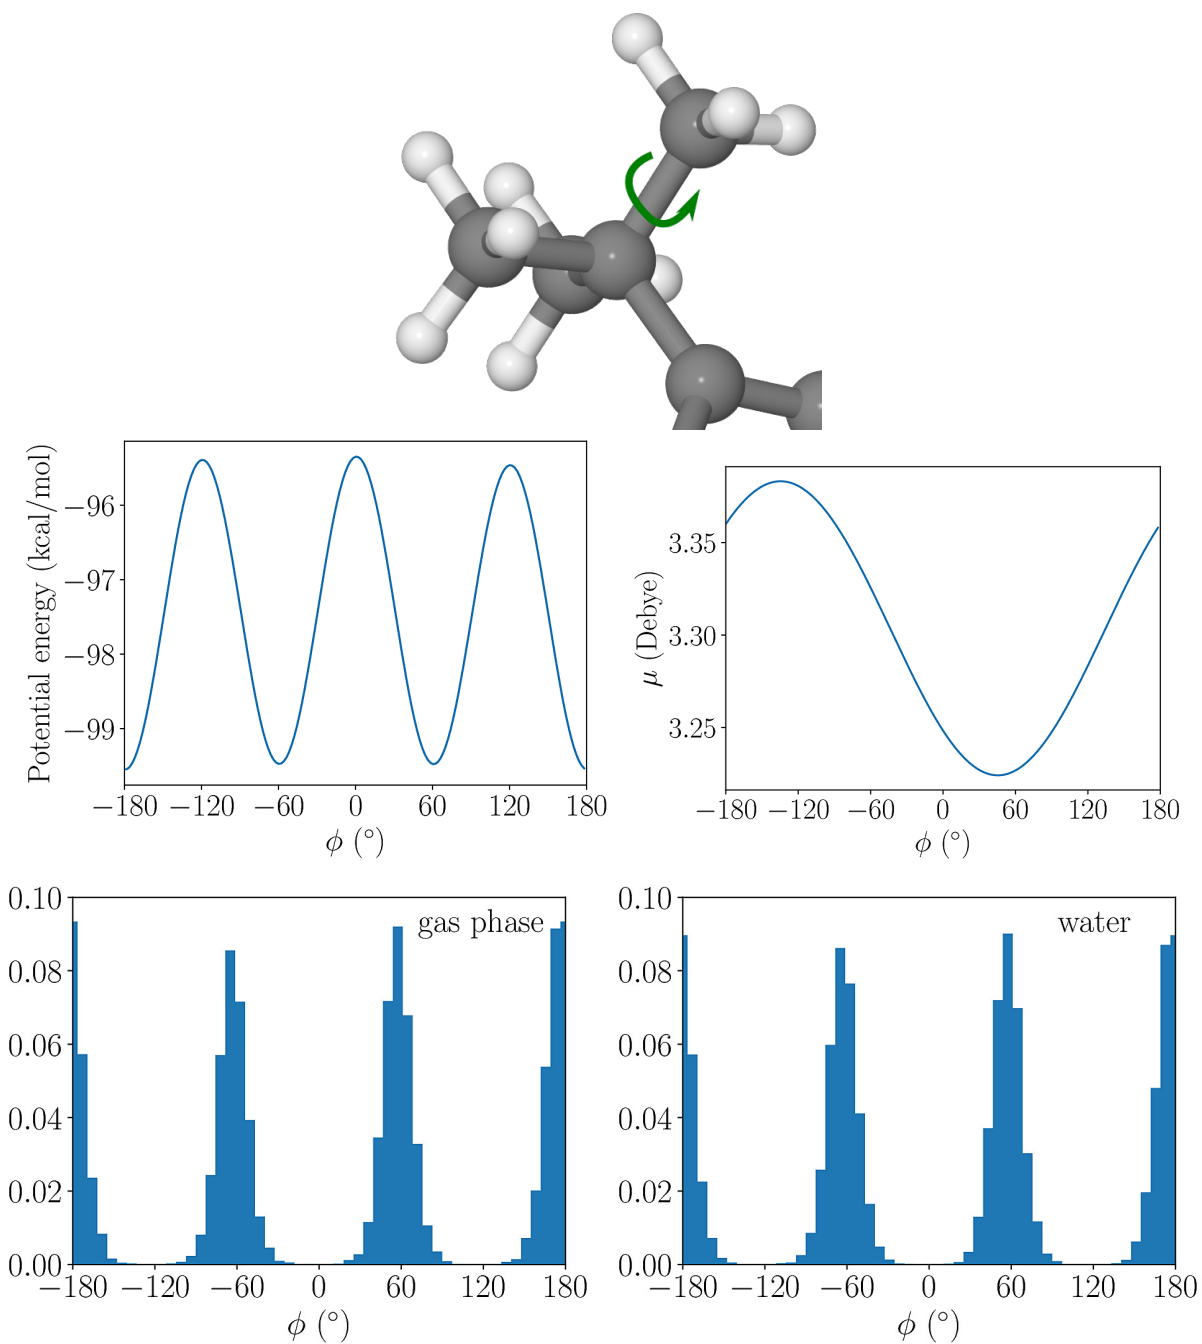 Potential energy (kcal/mol)
−96
−97
−98
−99
−180 −120 −60 0 60 120 180
ϕ (°)
μ (Debye)
3.35
3.30
3.25
−180 −120 −60 0 60 120 180
ϕ (°)
gas phase
0.10
0.08
0.06
0.04
0.02
0.00
−180 −120 −60 0 60 120 180
ϕ (°)
water
0.10
0.08
0.06
0.04
0.02
0.00
−180 −120 −60 0 60 120 180
ϕ (°)